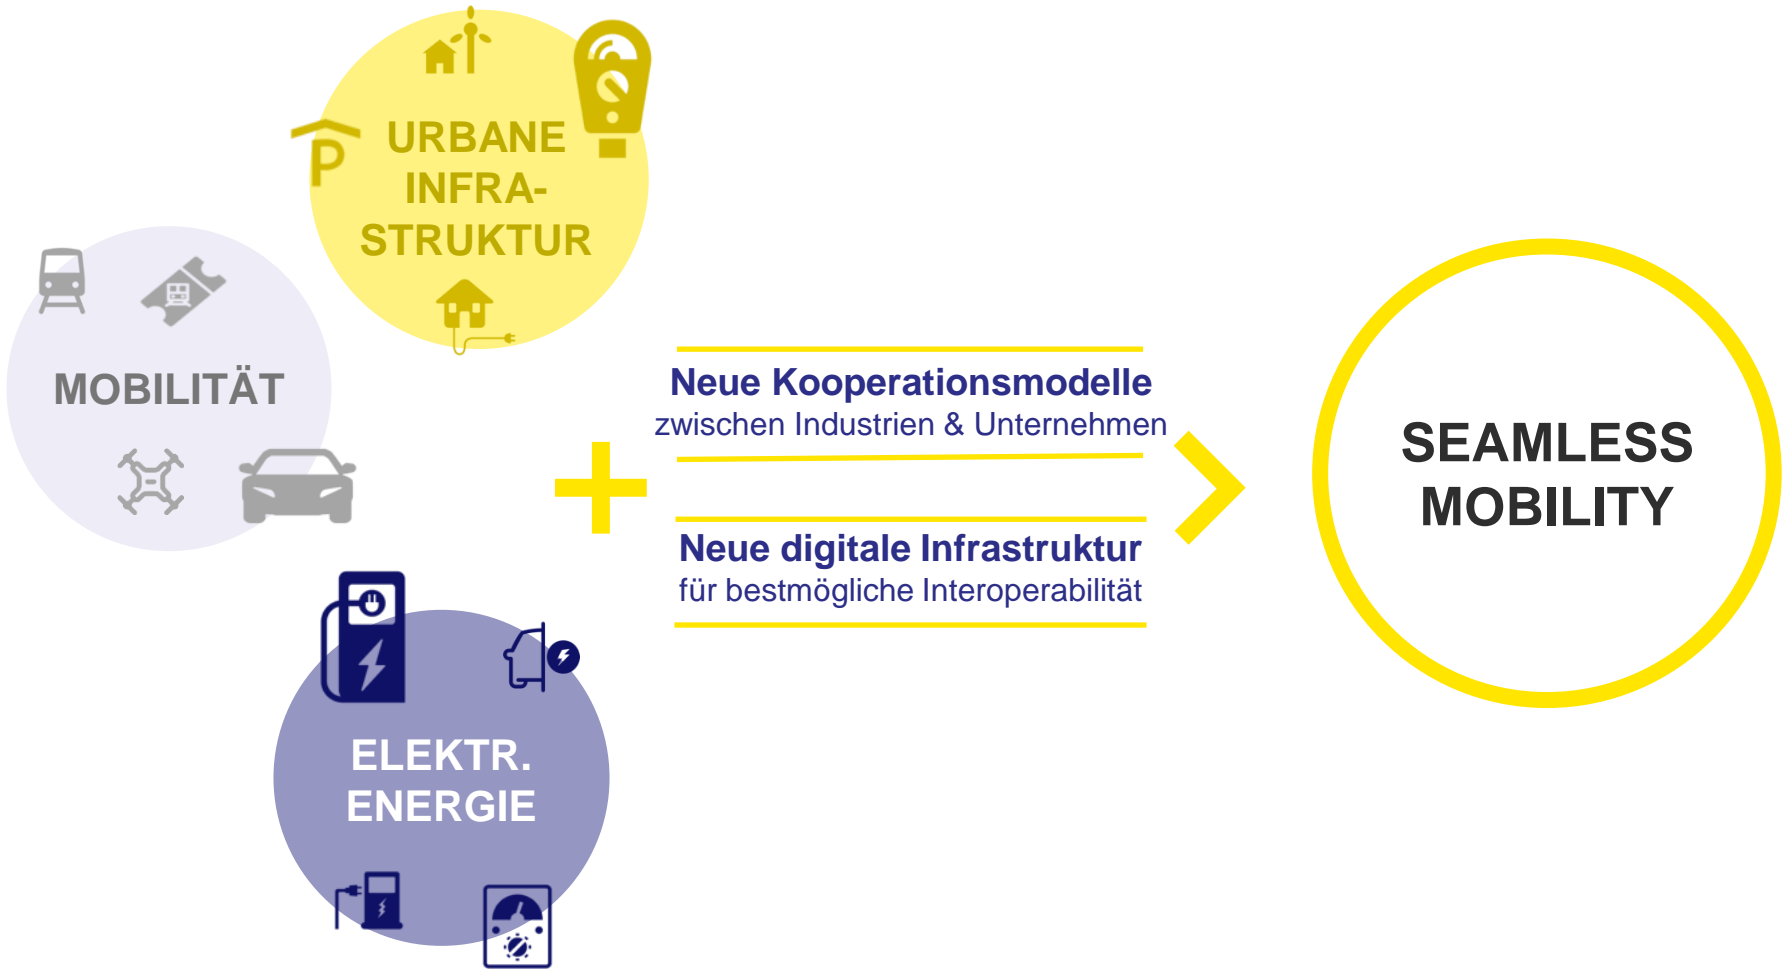 URBANE
INFRA-
STRUKTUR
P
MOBILITÄT
ELEKTR.
ENERGIE
Neue Kooperationsmodelle
zwischen Industrien & Unternehmen
Neue digitale Infrastruktur
für bestmögliche Interoperabilität
SEAMLESS
MOBILITY